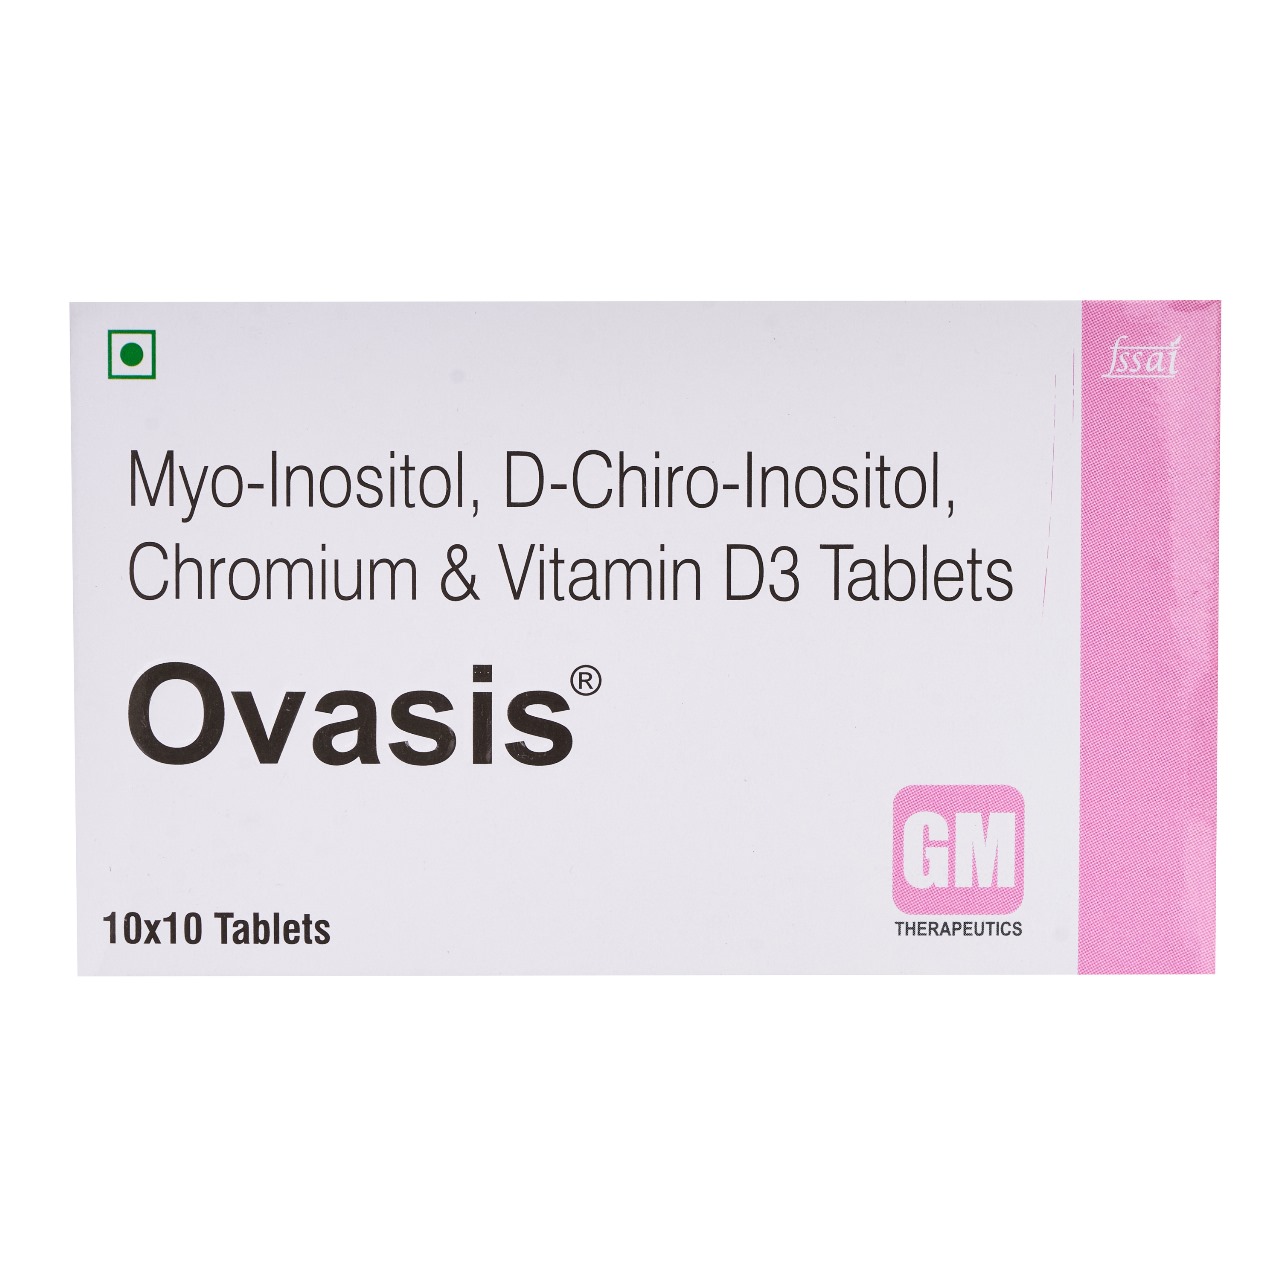 fssai
Myo-Inositol, D-Chiro-Inositol,
Chromium & Vitamin D3 Tablets
Ovasis®
GM
THERAPEUTICS
10x10 Tablets